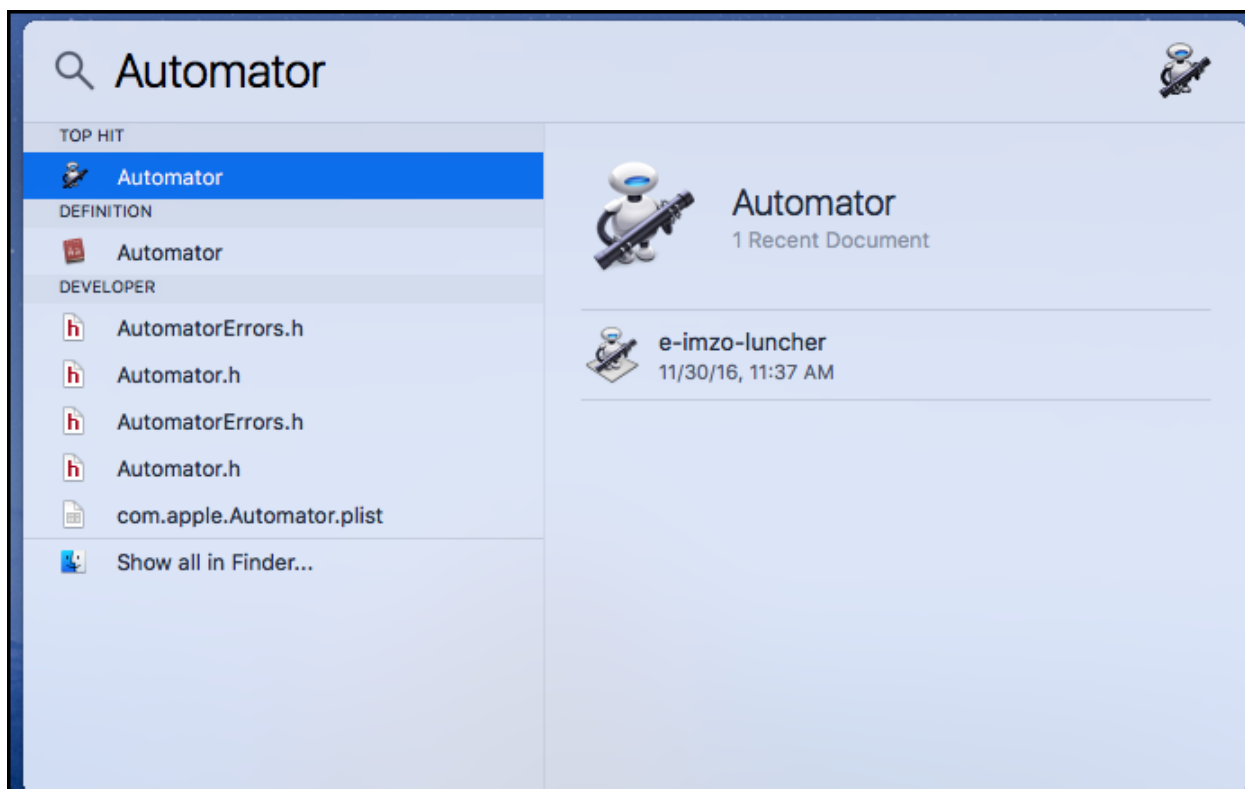 Automator
TOP HIT
Automator
DEFINITION
Automator
DEVELOPER
AutomatorErrors.h
Automator.h
AutomatorErrors.h
Automator.h
com.apple.Automator.plist
Show all in Finder...
Automator
1 Recent Document
e-imzo-luncher
11/30/16, 11:37 AM